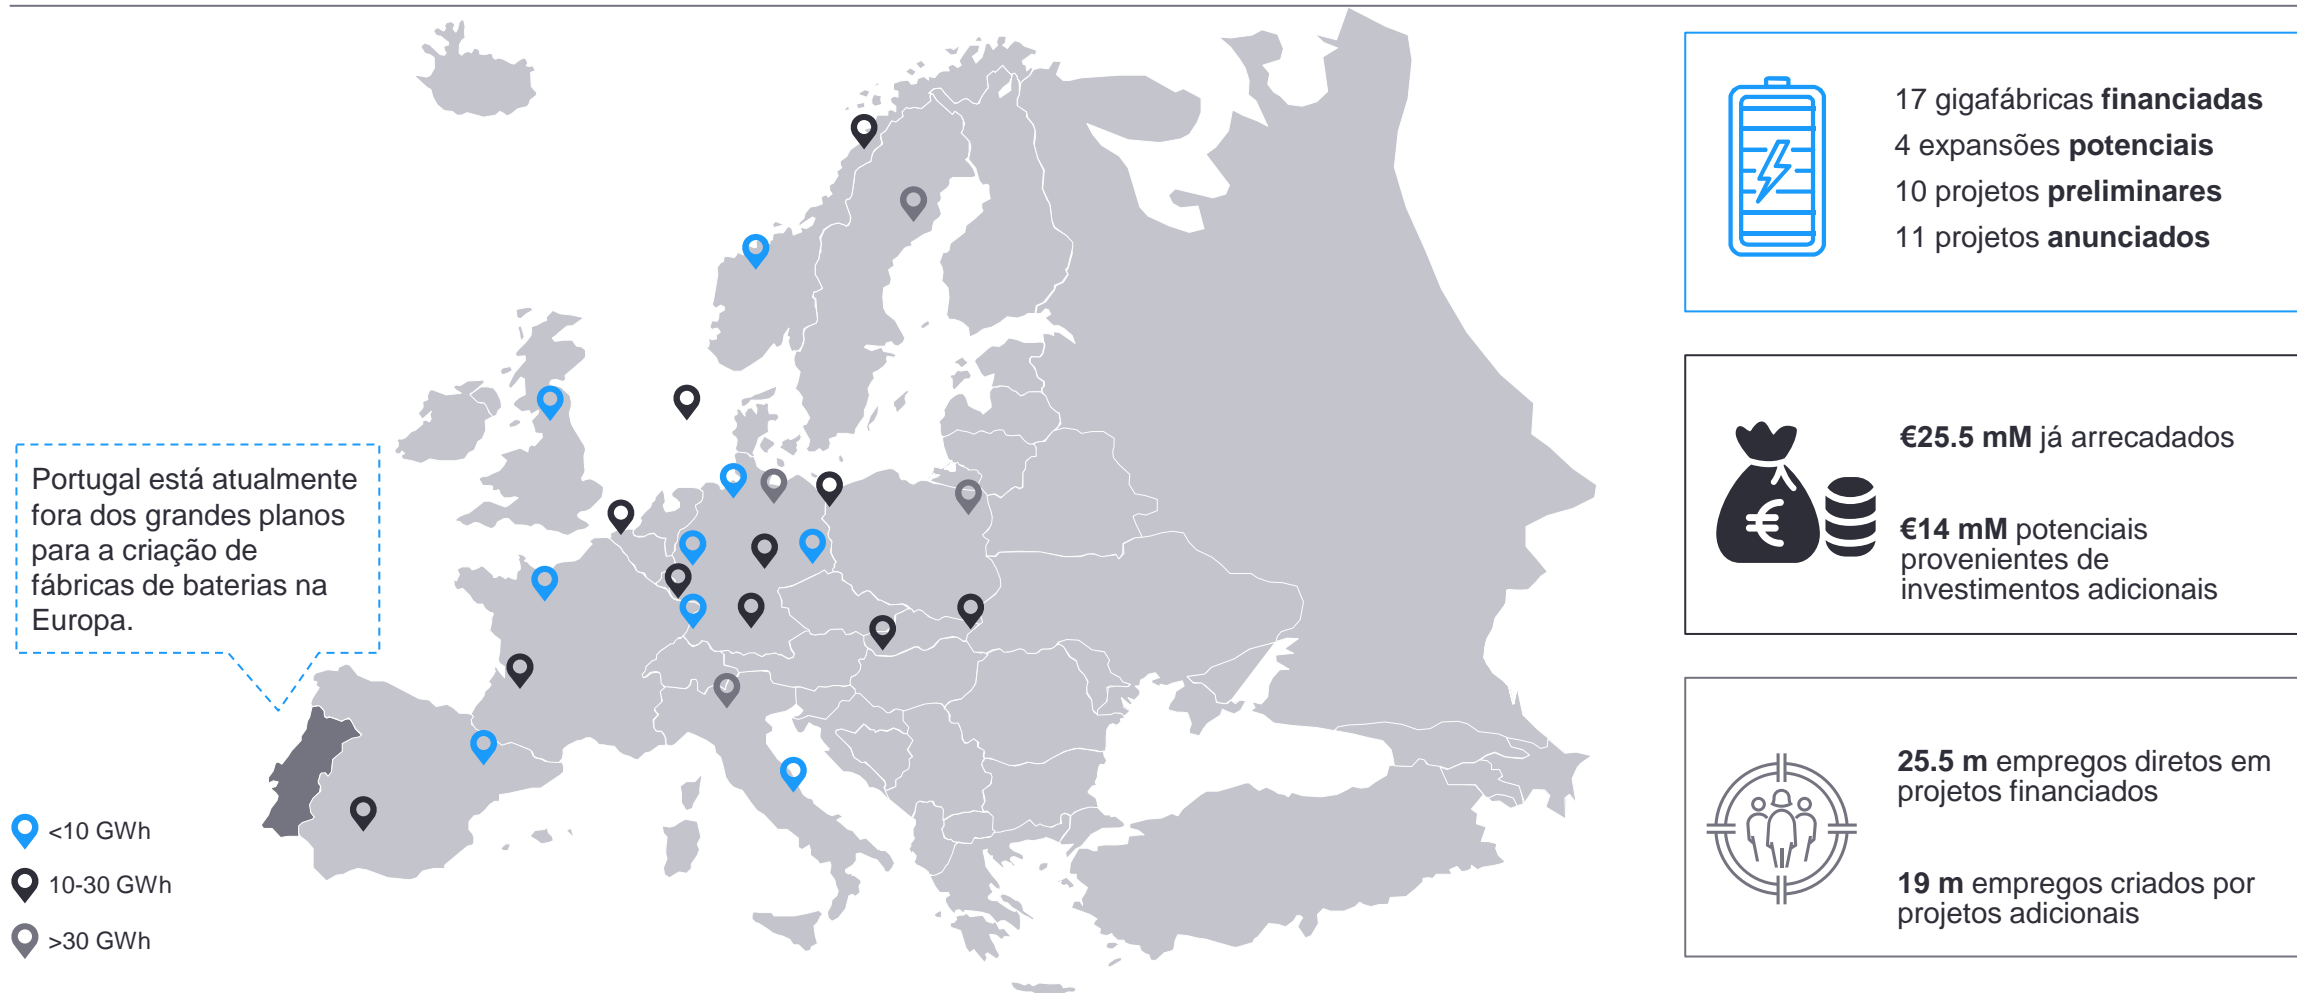 Portugal está atualmente
fora dos grandes planos
para a criação de
fábricas de baterias na
Europa.
<10 GWh
10-30 GWh
>30 GWh
17 gigafábricas financiadas
4 expansões potenciais
10 projetos preliminares
11 projetos anunciados
€25.5 mM já arrecadados
€14 mM potenciais
provenientes de
investimentos adicionais
25.5 m empregos diretos em
projetos financiados
19 m empregos criados por
projetos adicionais